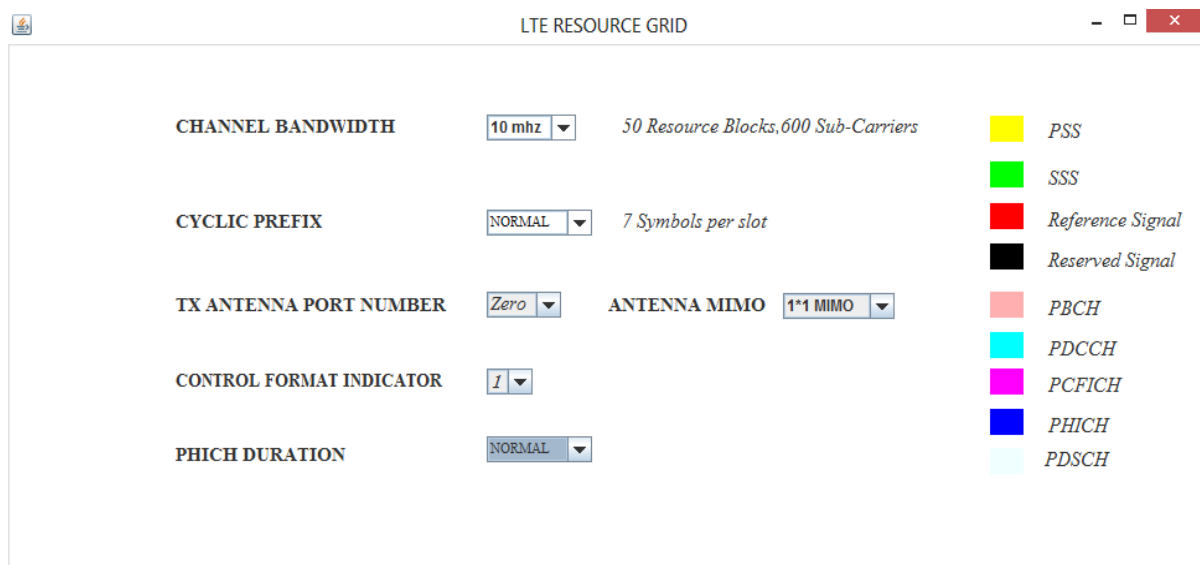 LTE RESOURCE GRID
CHANNEL BANDWIDTH 10 mhz 50 Resource Blocks,600 Sub-Carriers PSS
SSS
CYCLIC PREFIX NORMAL 7 Symbols per slot Reference Signal
Reserved Signal
TX ANTENNA PORT NUMBER Zero ANTENNA MIMO 1*1 MIMO PBCH
PDCCH
CONTROL FORMAT INDICATOR 1 PCFICH
PHICH
PHICH DURATION NORMAL PDSCH